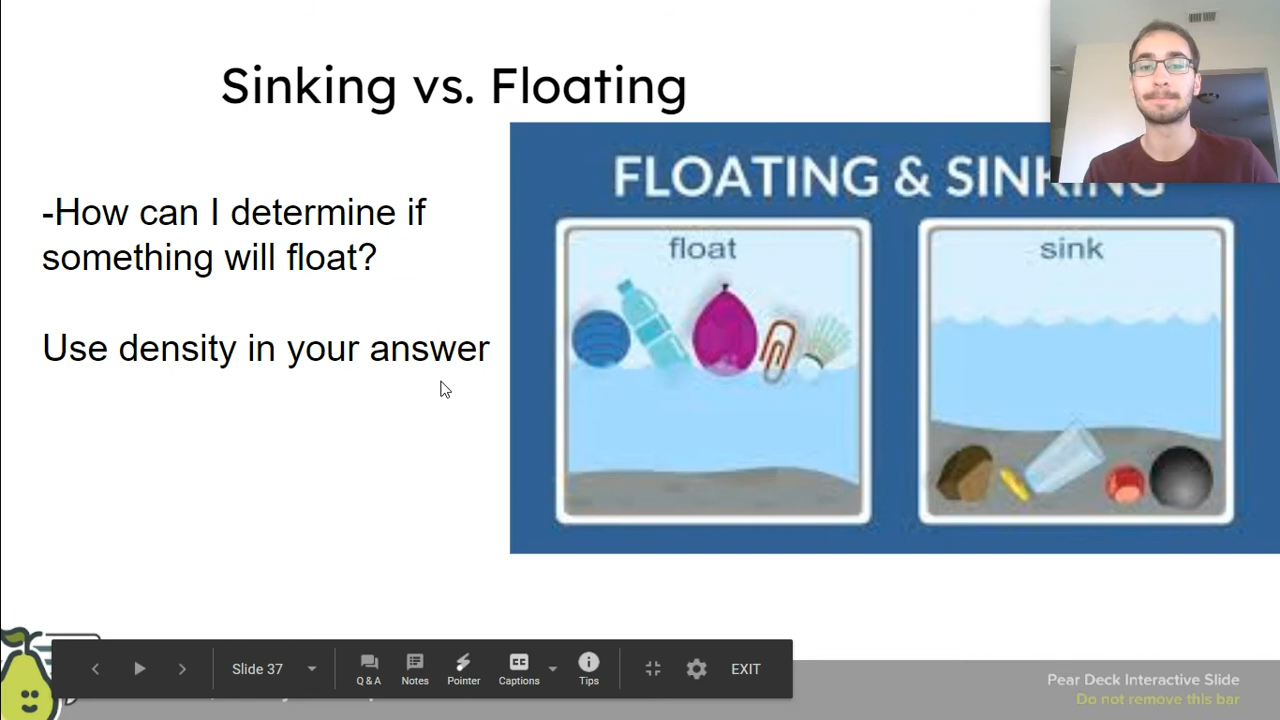 Sinking vs. Floating
FLOATING & SINKING
-How can I determine if
something will float?
Use density in your answer
float
sink
Slide 37
Q & A
Notes
Pointer
CC
Captions
Tips
EXIT
Pear Deck Interactive Slide
Do not remove this bar